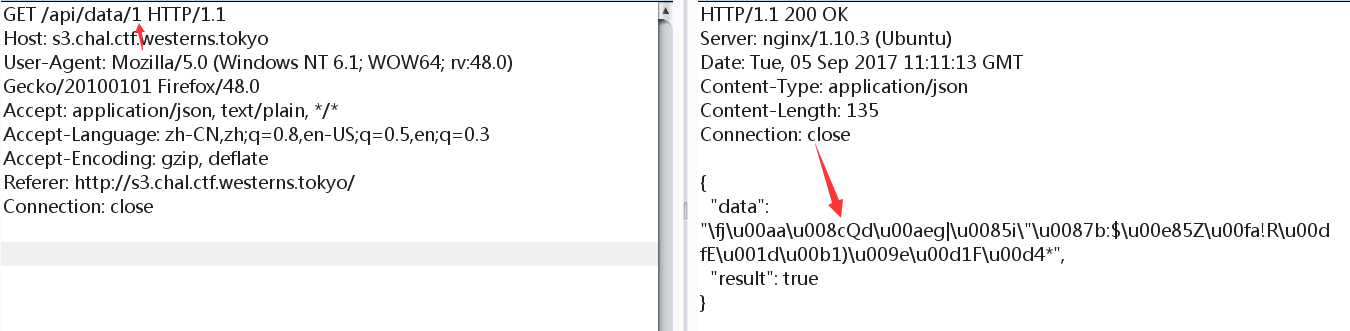 GET /api/data/1 HTTP/1.1
Host: s3.chal.ctf.westerns.tokyo
User-Agent: Mozilla/5.0 (Windows NT 6.1; WOW64; rv:48.0)
Gecko/20100101 Firefox/48.0
Accept: application/json, text/plain, */*
Accept-Language: zh-CN,zh;q=0.8,en-US;q=0.5,en;q=0.3
Accept-Encoding: gzip, deflate
Referer: http://s3.chal.ctf.westerns.tokyo/
Connection: close
HTTP/1.1 200 OK
Server: nginx/1.10.3 (Ubuntu)
Date: Tue, 05 Sep 2017 11:11:13 GMT
Content-Type: application/json
Content-Length: 135
Connection: close
{
"data":
"\fj\u00aa\u008cQd\u00aeg|\u0085i\"\u0087b:$\u00e85Z\u00fa!R\u00d
fE\u001d\u00b1)\u009e\u00d1F\u00d4*",
"result": true
}